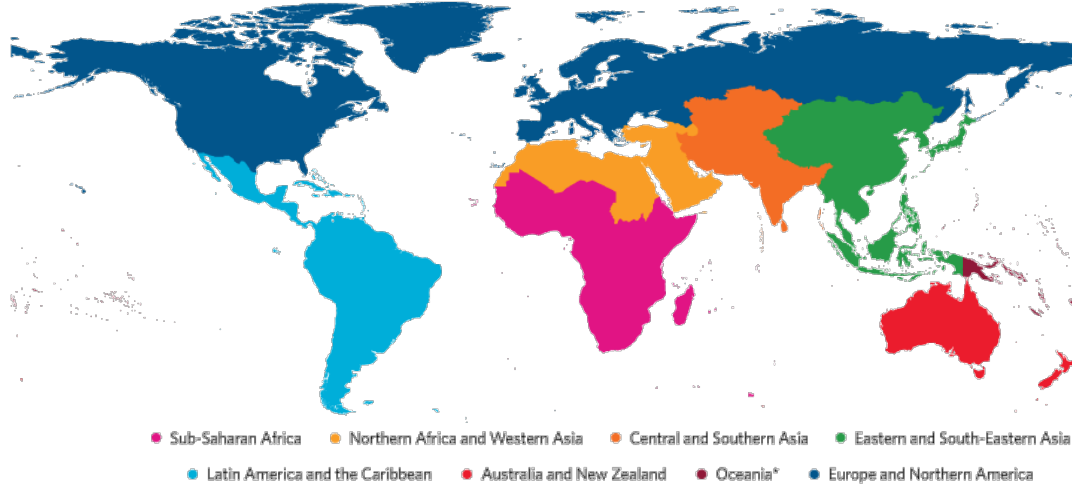 Sub-Saharan Africa Northern Africa and Western Asia Central and Southern Asia Eastern and South-Eastern Asia
Latin America and the Caribbean Australia and New Zealand Oceania* Europe and Northern America